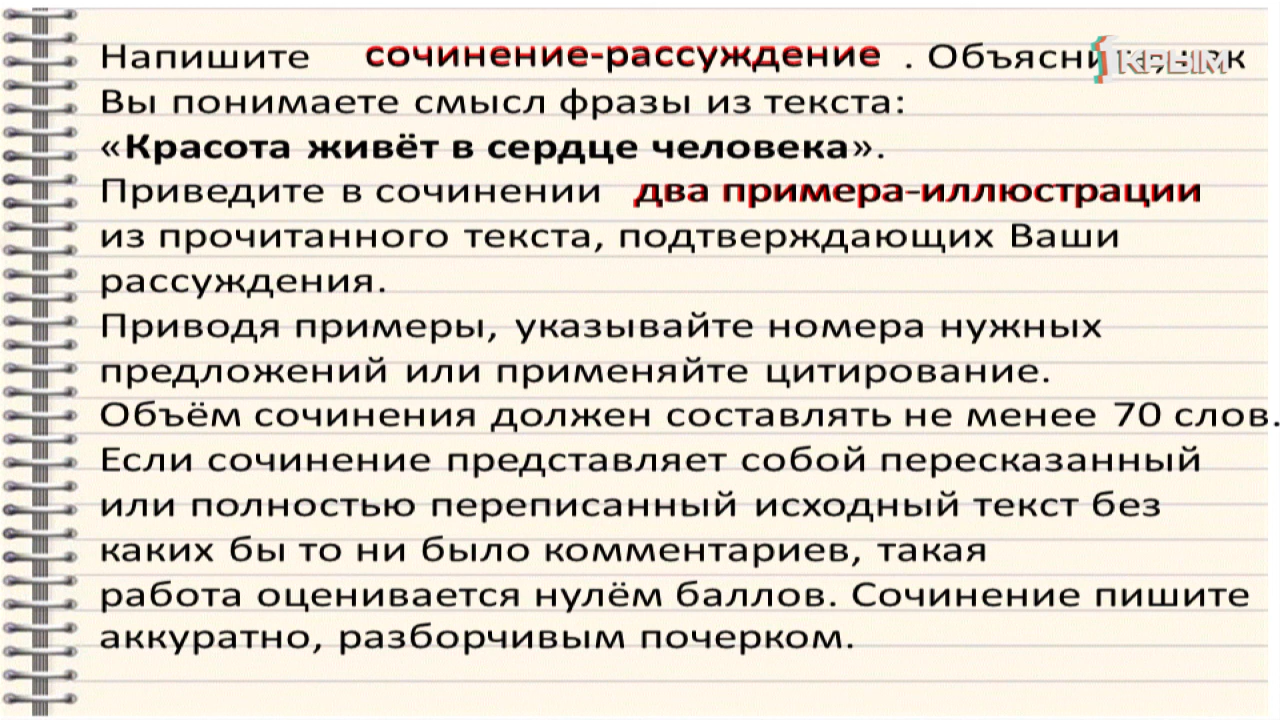 Напишите сочинение-рассуждение . Объясните, как
Вы понимаете смысл фразы из текста:
«Красота живёт в сердце человека».
Приведите в сочинении два примера-иллюстрации
из прочитанного текста, подтверждающих Ваши
рассуждения.
Приводя примеры, указывайте номера нужных
предложений или применяйте цитирование.
Объём сочинения должен составлять не менее 70 слов.
Если сочинение представляет собой пересказанный
или полностью переписанный исходный текст без
каких бы то ни было комментариев, такая
работа оценивается нулём баллов. Сочинение пишите
аккуратно, разборчивым почерком.
1КРЫМ